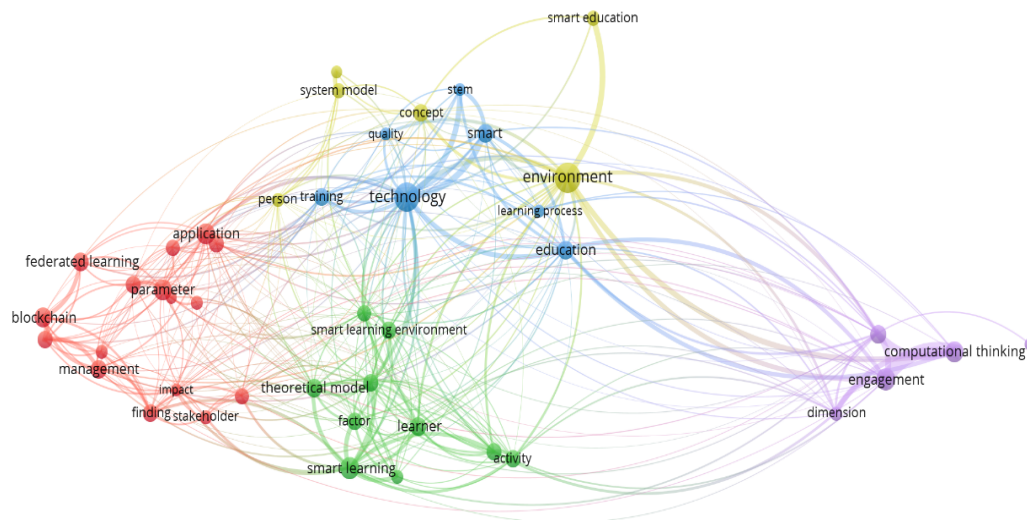 smart education
system model
stem
concept
quality
smart
environment
person
training
technology
learning process
application
education
federated learning
parameter
blockchain
smart learning environment
computational thinking
management
engagement
impact
theoretical model
finding
stakeholder
factor
learner
dimension
smart learning
activity